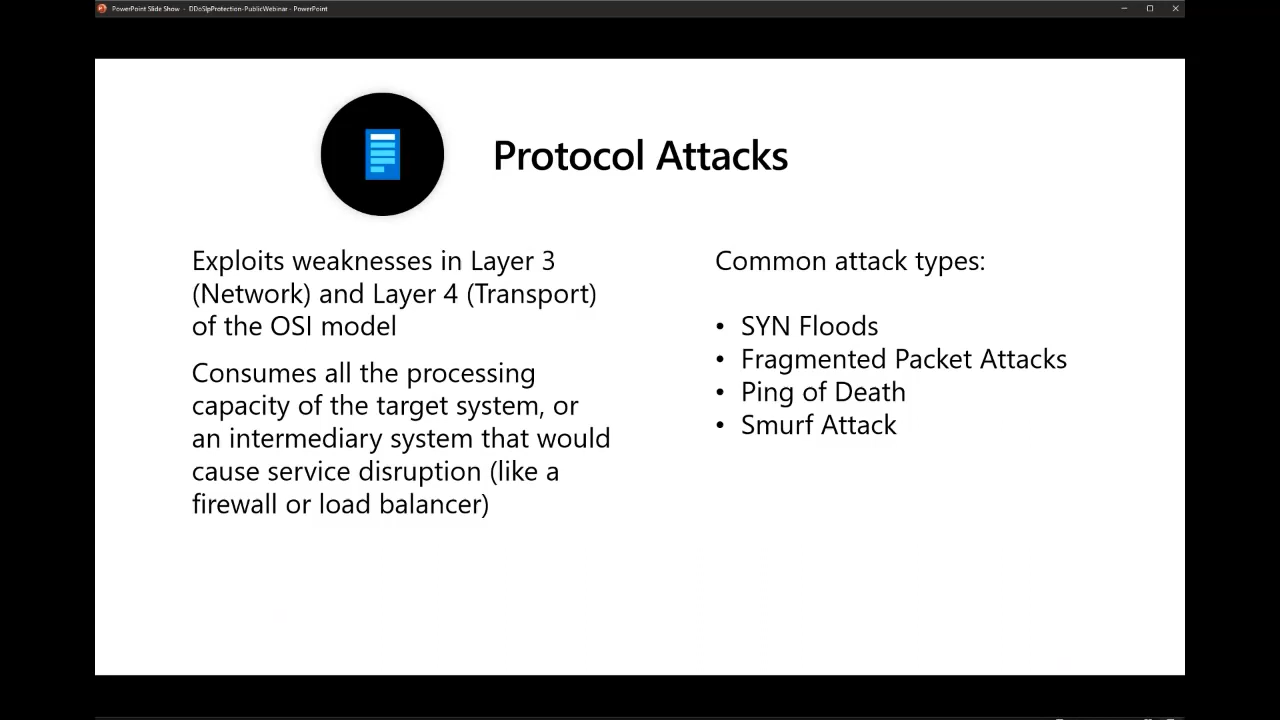 PowerPoint Slide Show - DDoSIpProtection-PublicWebinar - PowerPoint
Protocol Attacks
Exploits weaknesses in Layer 3
(Network) and Layer 4 (Transport)
of the OSI model
Consumes all the processing
capacity of the target system, or
an intermediary system that would
cause service disruption (like a
firewall or load balancer)
Common attack types:
• SYN Floods
• Fragmented Packet Attacks
• Ping of Death
• Smurf Attack